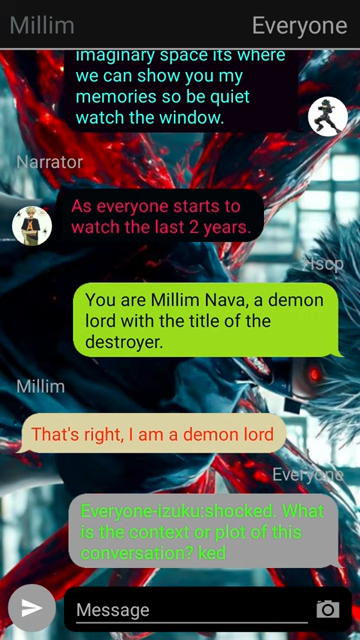 Millim
Everyone
imaginary space its where
we can show you my
memories so be quiet
watch the window.
Narrator
As everyone starts to
watch the last 2 years.
You are Millim Nava, a demon
lord with the title of the
destroyer.
Millim
That's right, I am a demon lord
Everyone
Everyone-izuku:shocked. What
is the context or plot of this
conversation? ked
Message